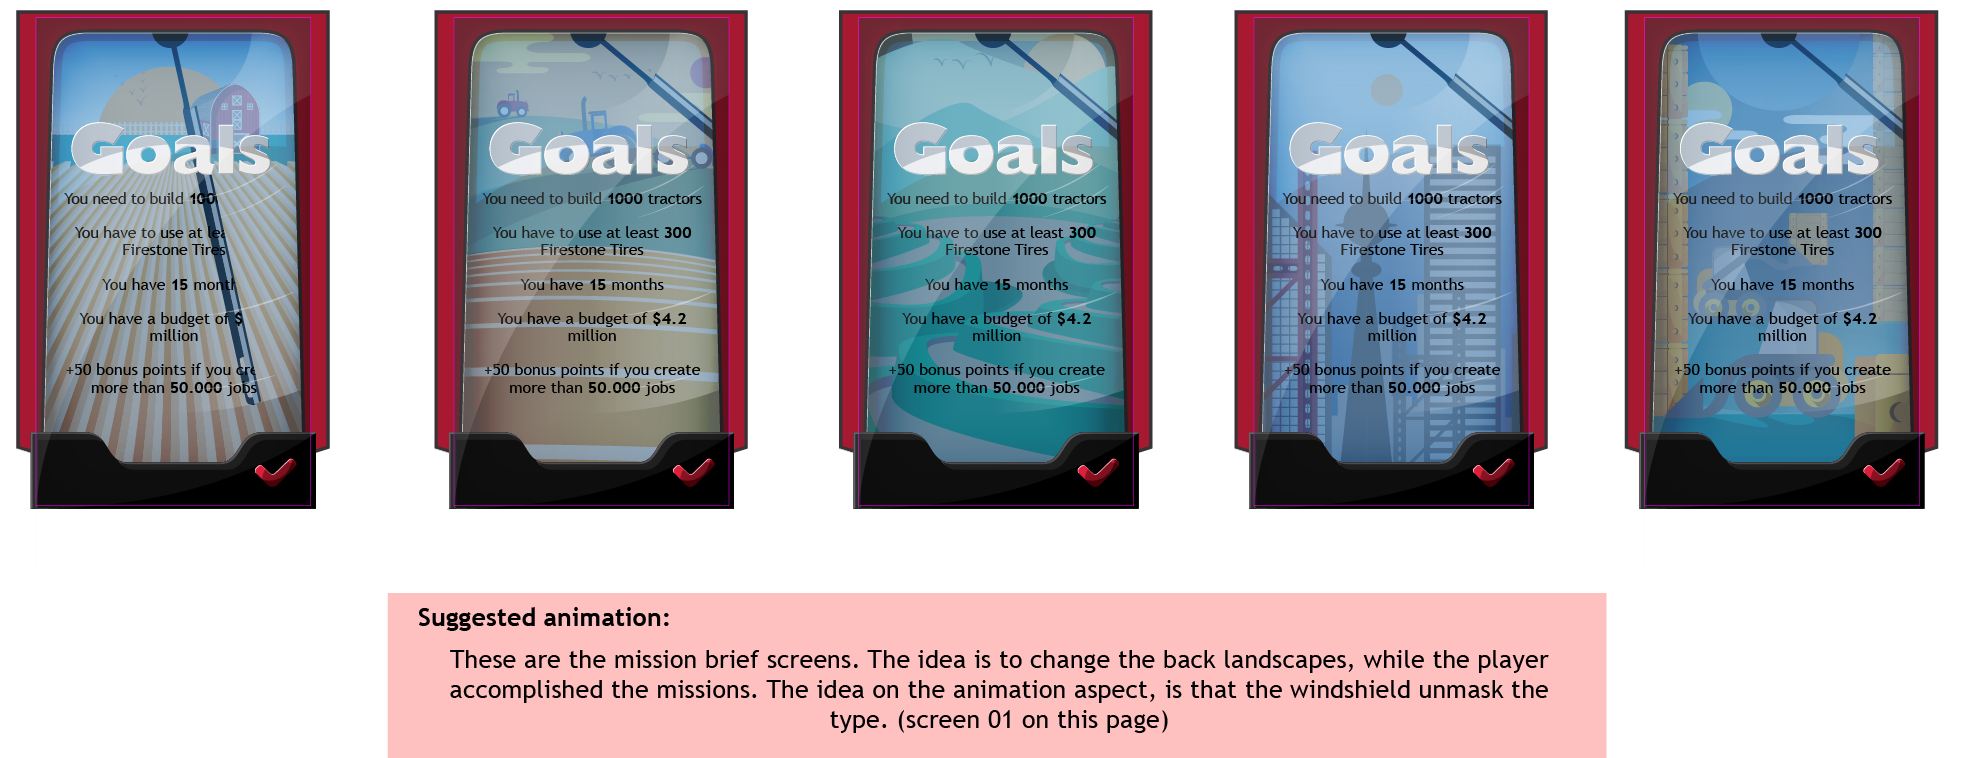 Goals
You need to build 100
You have to use at lea
Firestone Tires
You have 15 month
You have a budget of $
million
+50 bonus points if you cre
more than 50.000 jobs
Goals
You need to build 1000 tractors
You have to use at least 300
Firestone Tires
You have 15 months
You have a budget of $4.2
million
+50 bonus points if you create
more than 50.000 jobs
Goals
You need to build 1000 tractors
You have to use at least 300
Firestone Tires
You have 15 months
You have a budget of $4.2
million
+50 bonus points if you create
more than 50.000 jobs
Goals
You need to build 1000 tractors
You have to use at least 300
Firestone Tires
You have 15 months
You have a budget of $4.2
million
+50 bonus points if you create
more than 50.000 jobs
Goals
You need to build 1000 tractors
You have to use at least 300
Firestone Tires
You have 15 months
You have a budget of $4.2
million
+50 bonus points if you create
more than 50.000 jobs
Suggested animation:
These are the mission brief screens. The idea is to change the back landscapes, while the player
accomplished the missions. The idea on the animation aspect, is that the windshield unmask the
type. (screen 01 on this page)